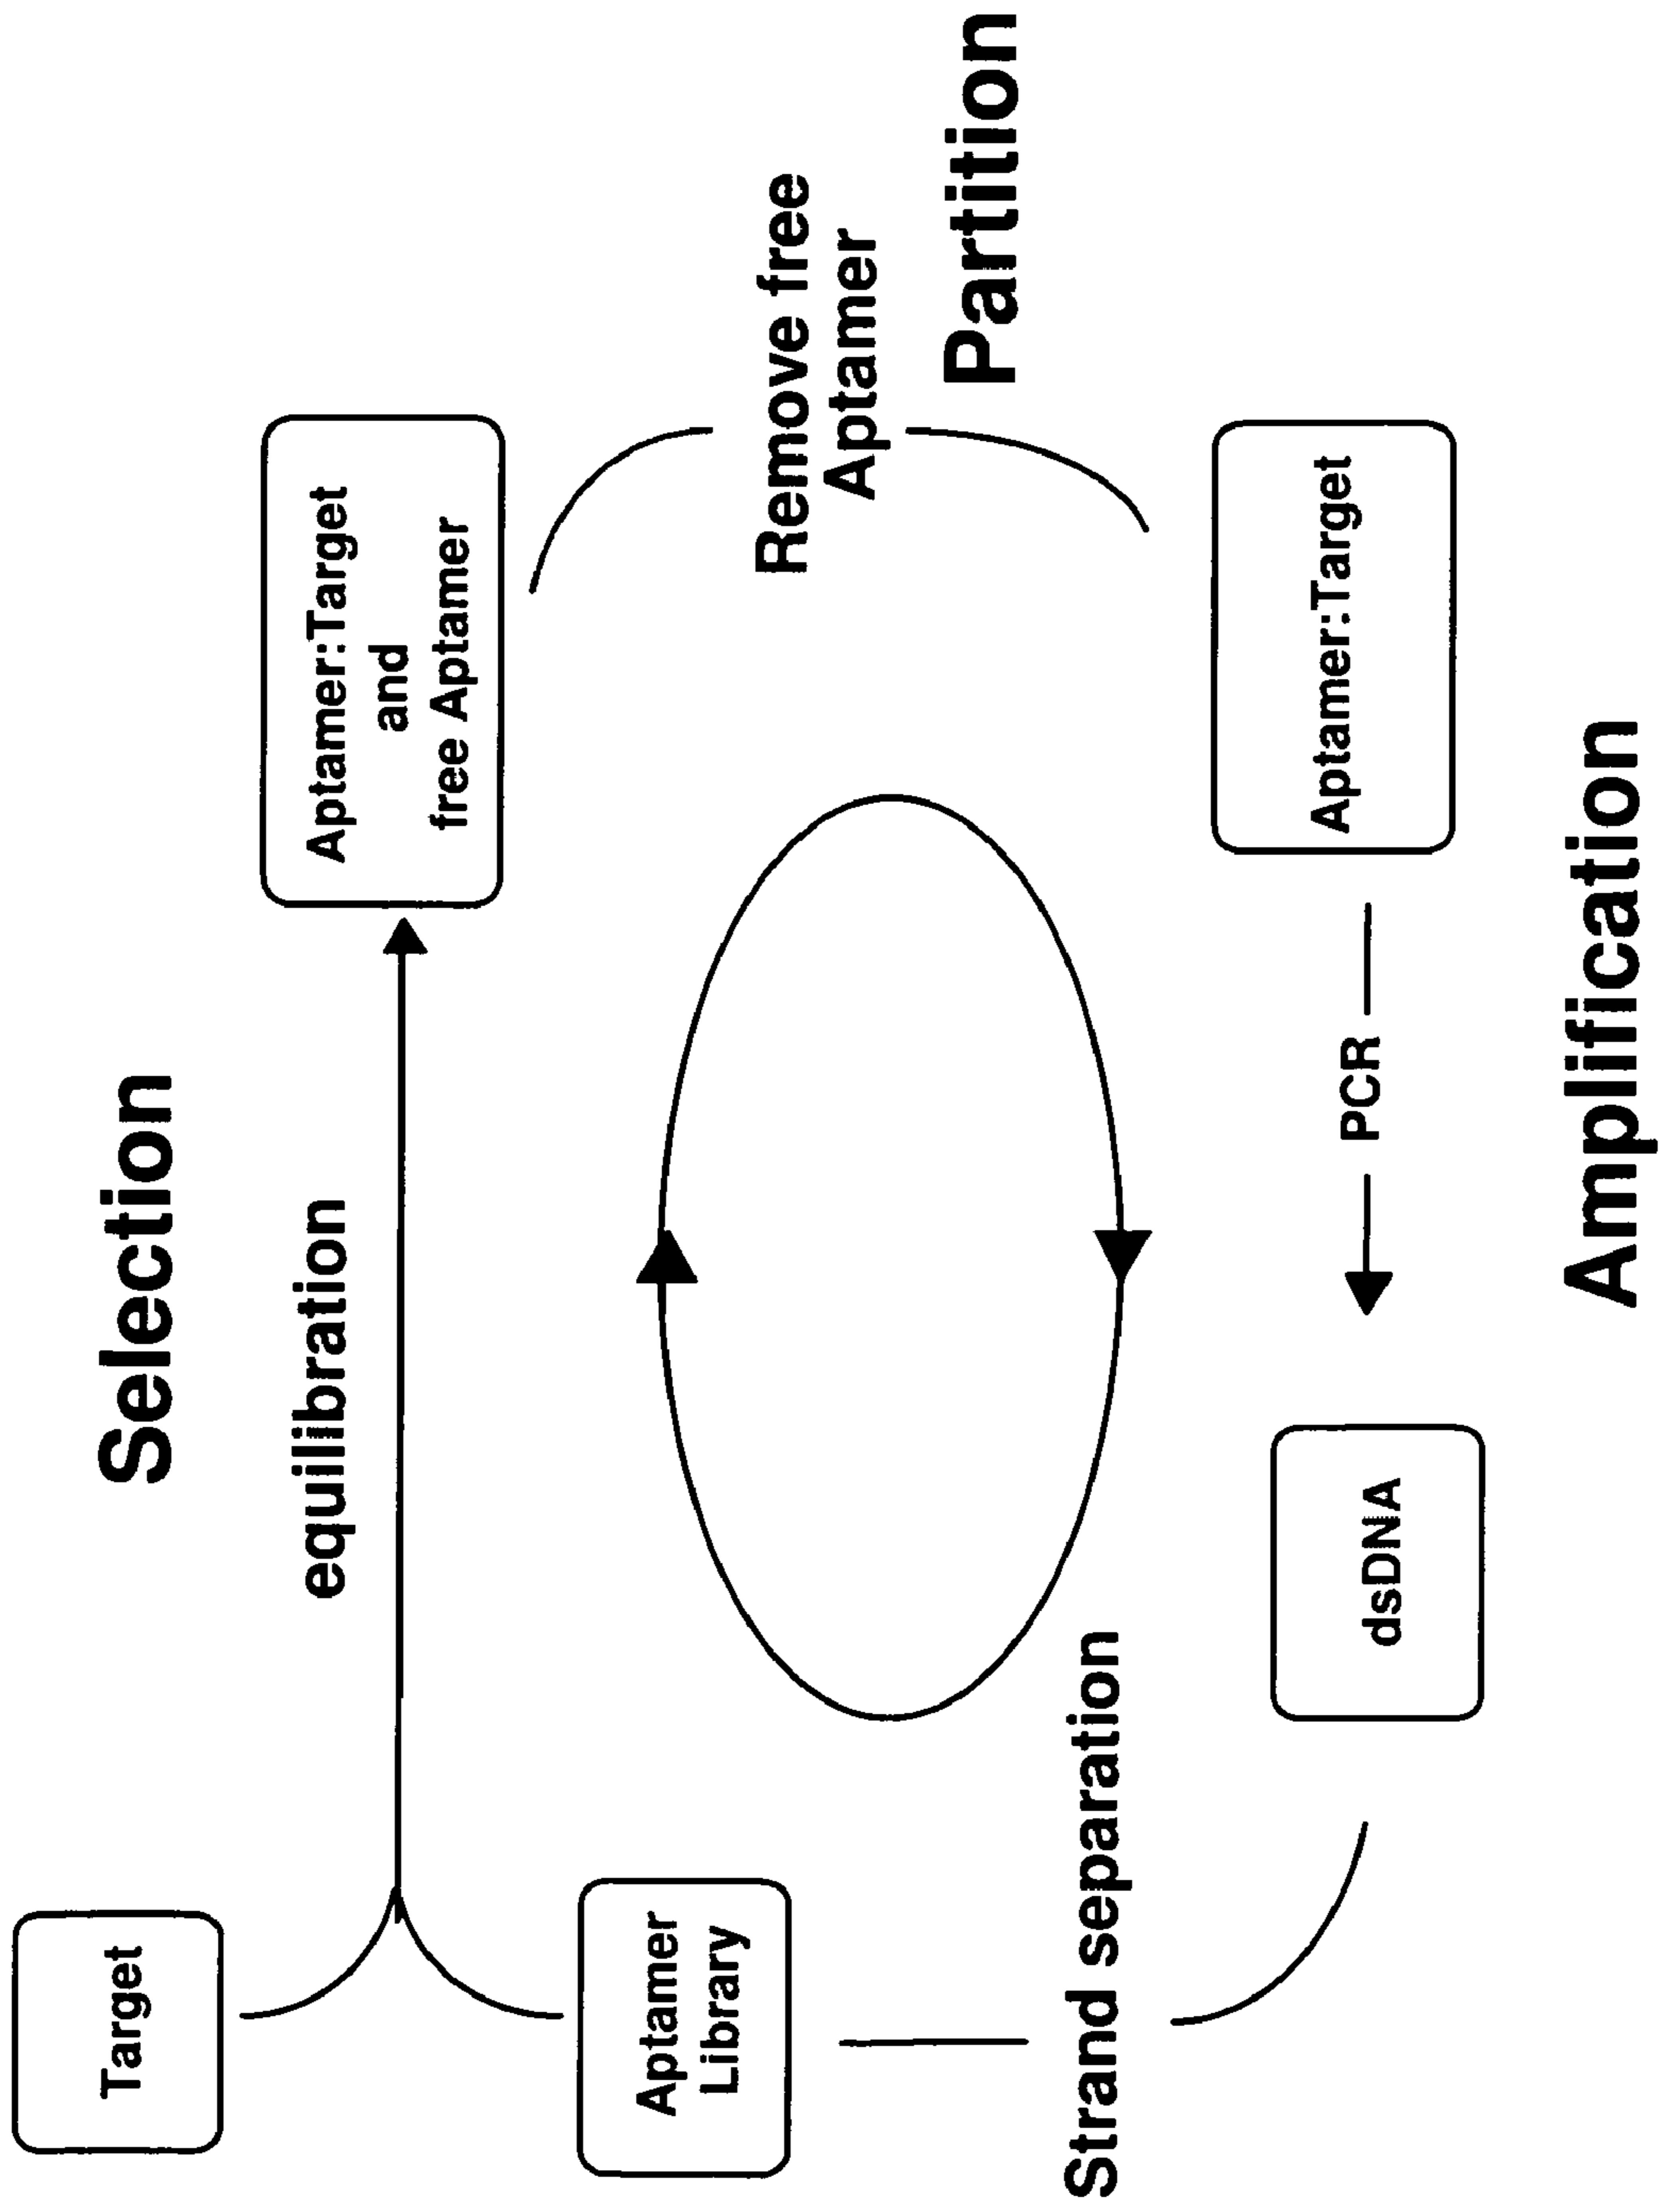 Selection
Target
equilibration
Aptamer:Target
and
free Aptamer
Aptamer
Library
Remove free
Aptamer
Partition
Strand separation
dsDNA
PCR
Aptamer:Target
Amplification